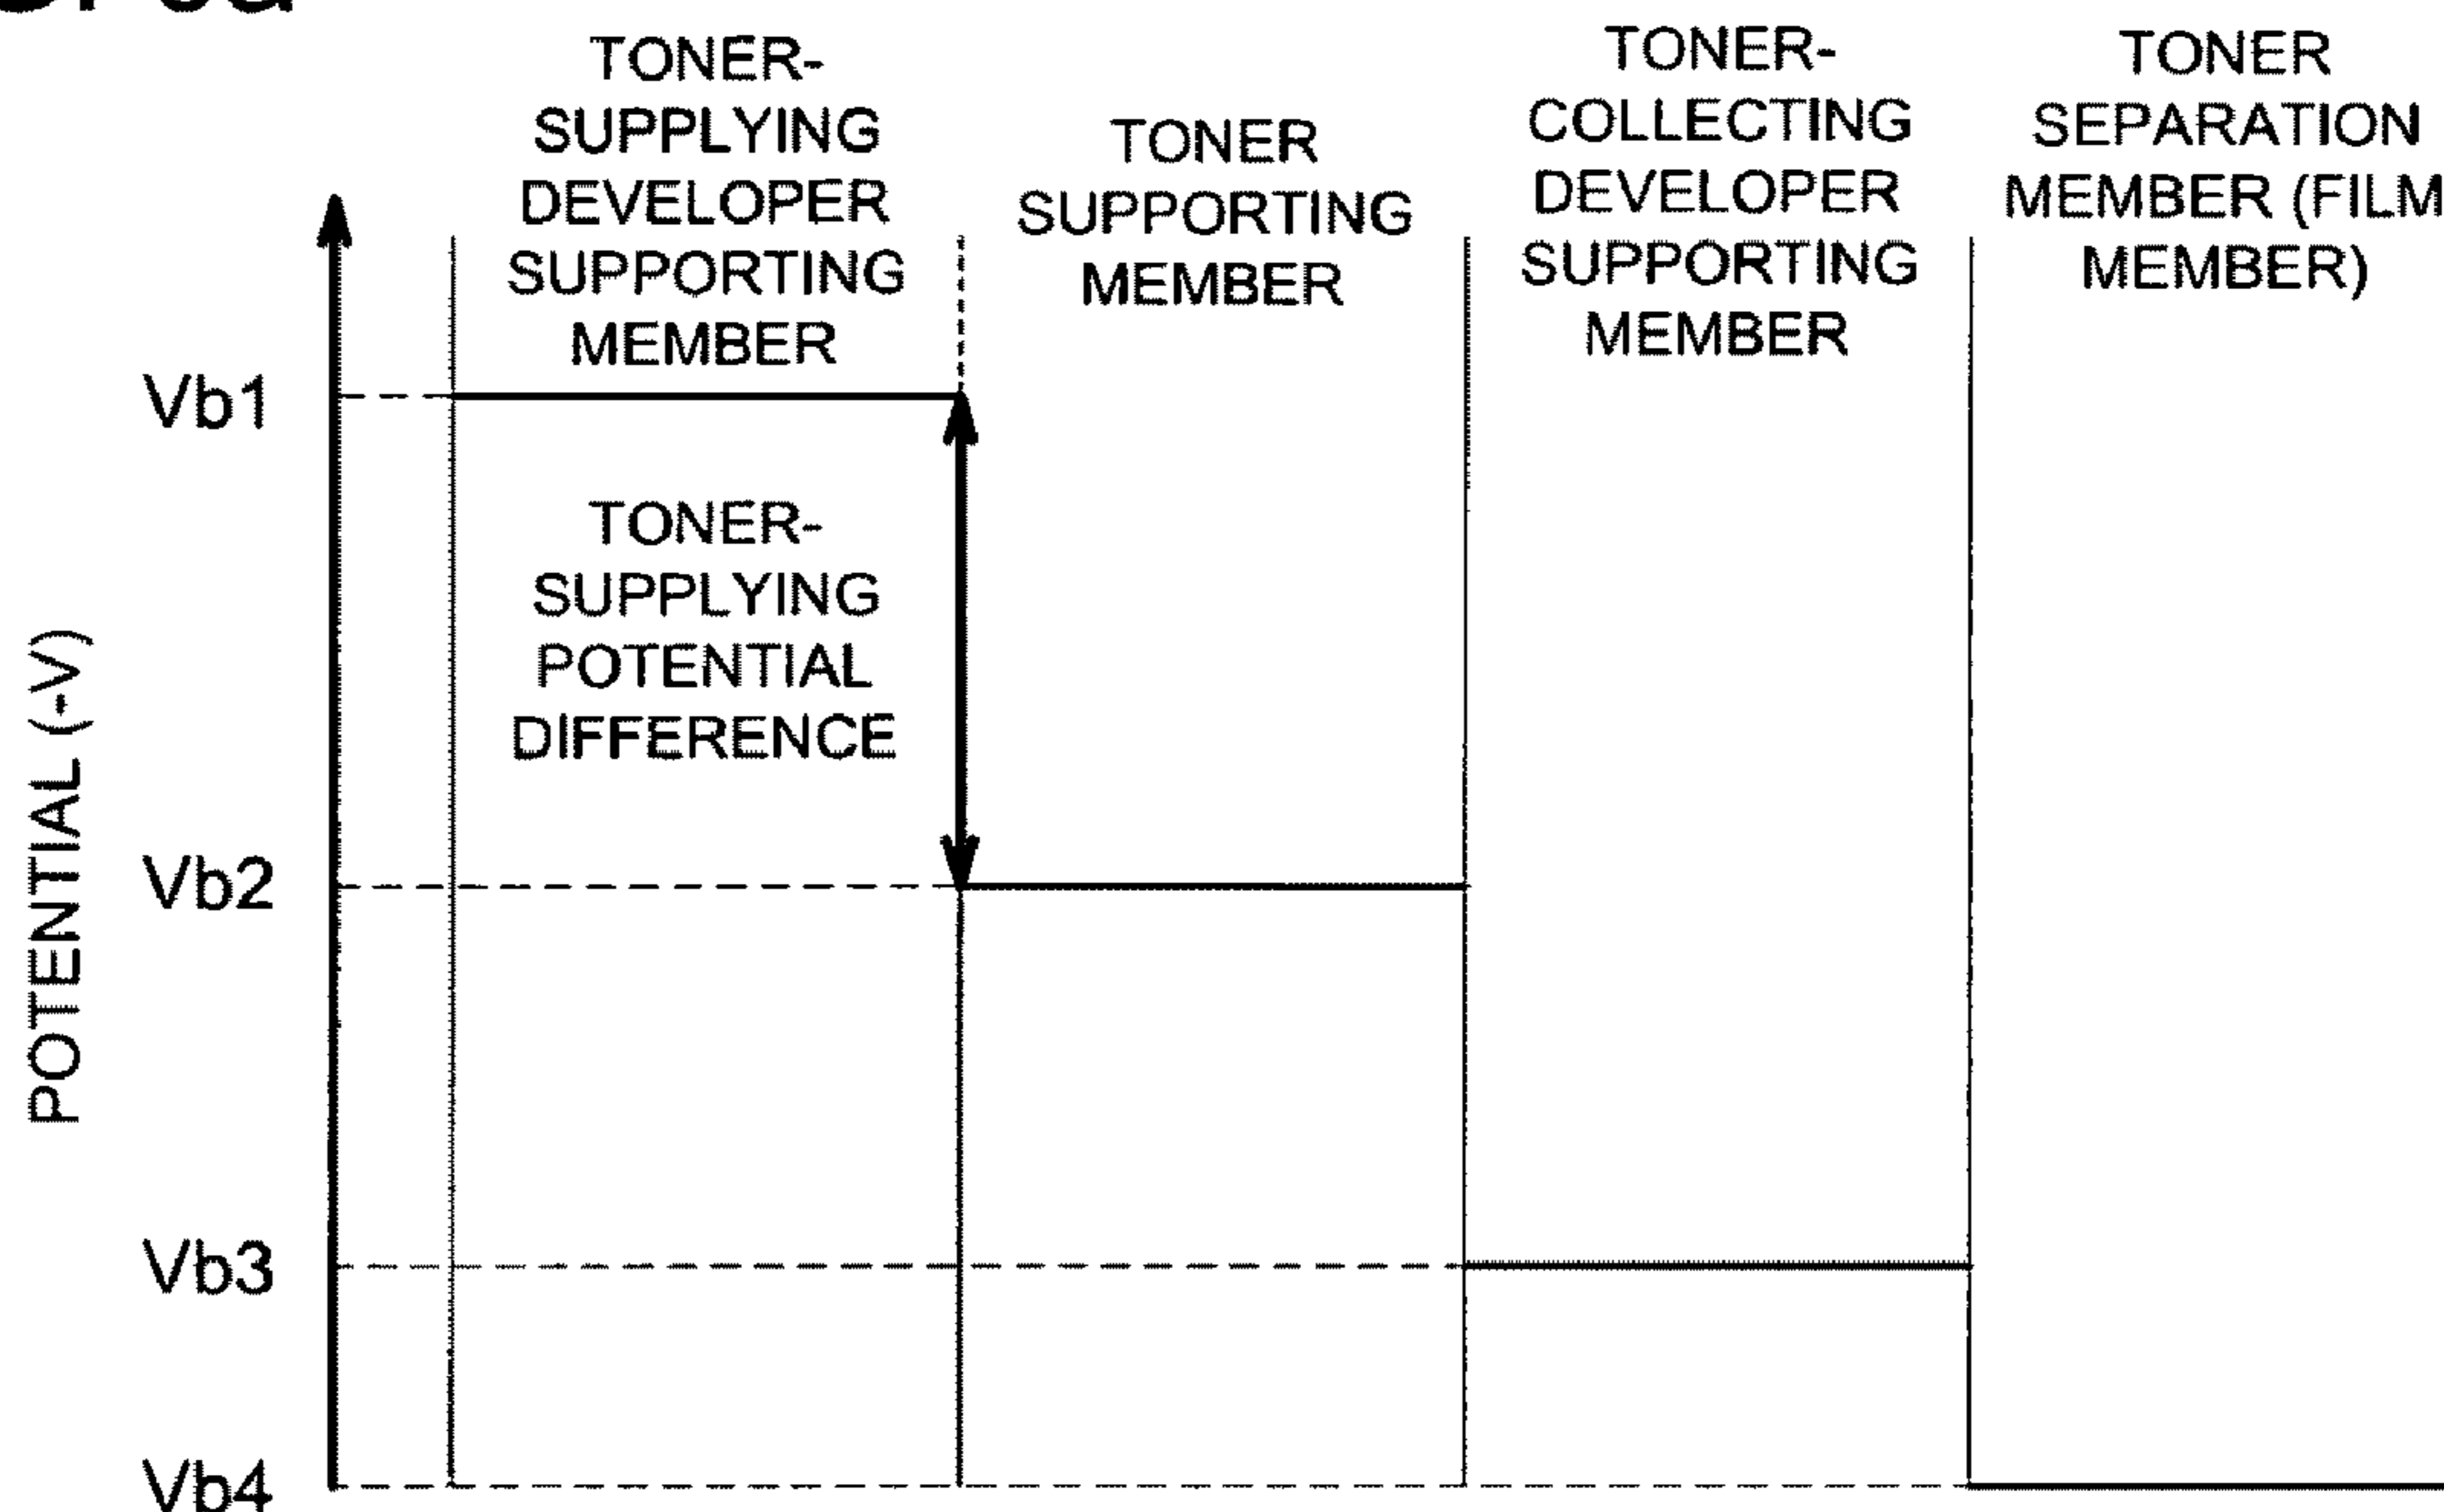 TONER-
SUPPLYING
DEVELOPER
SUPPORTING
MEMBER
TONER
SUPPORTING
MEMBER
TONER-
COLLECTING
DEVELOPER
SUPPORTING
MEMBER
TONER
SEPARATION
MEMBER (FILM
MEMBER)
Vb1
TONER-
SUPPLYING
POTENTIAL
DIFFERENCE
POTENTIAL (-V)
Vb2
Vb3
Vb4